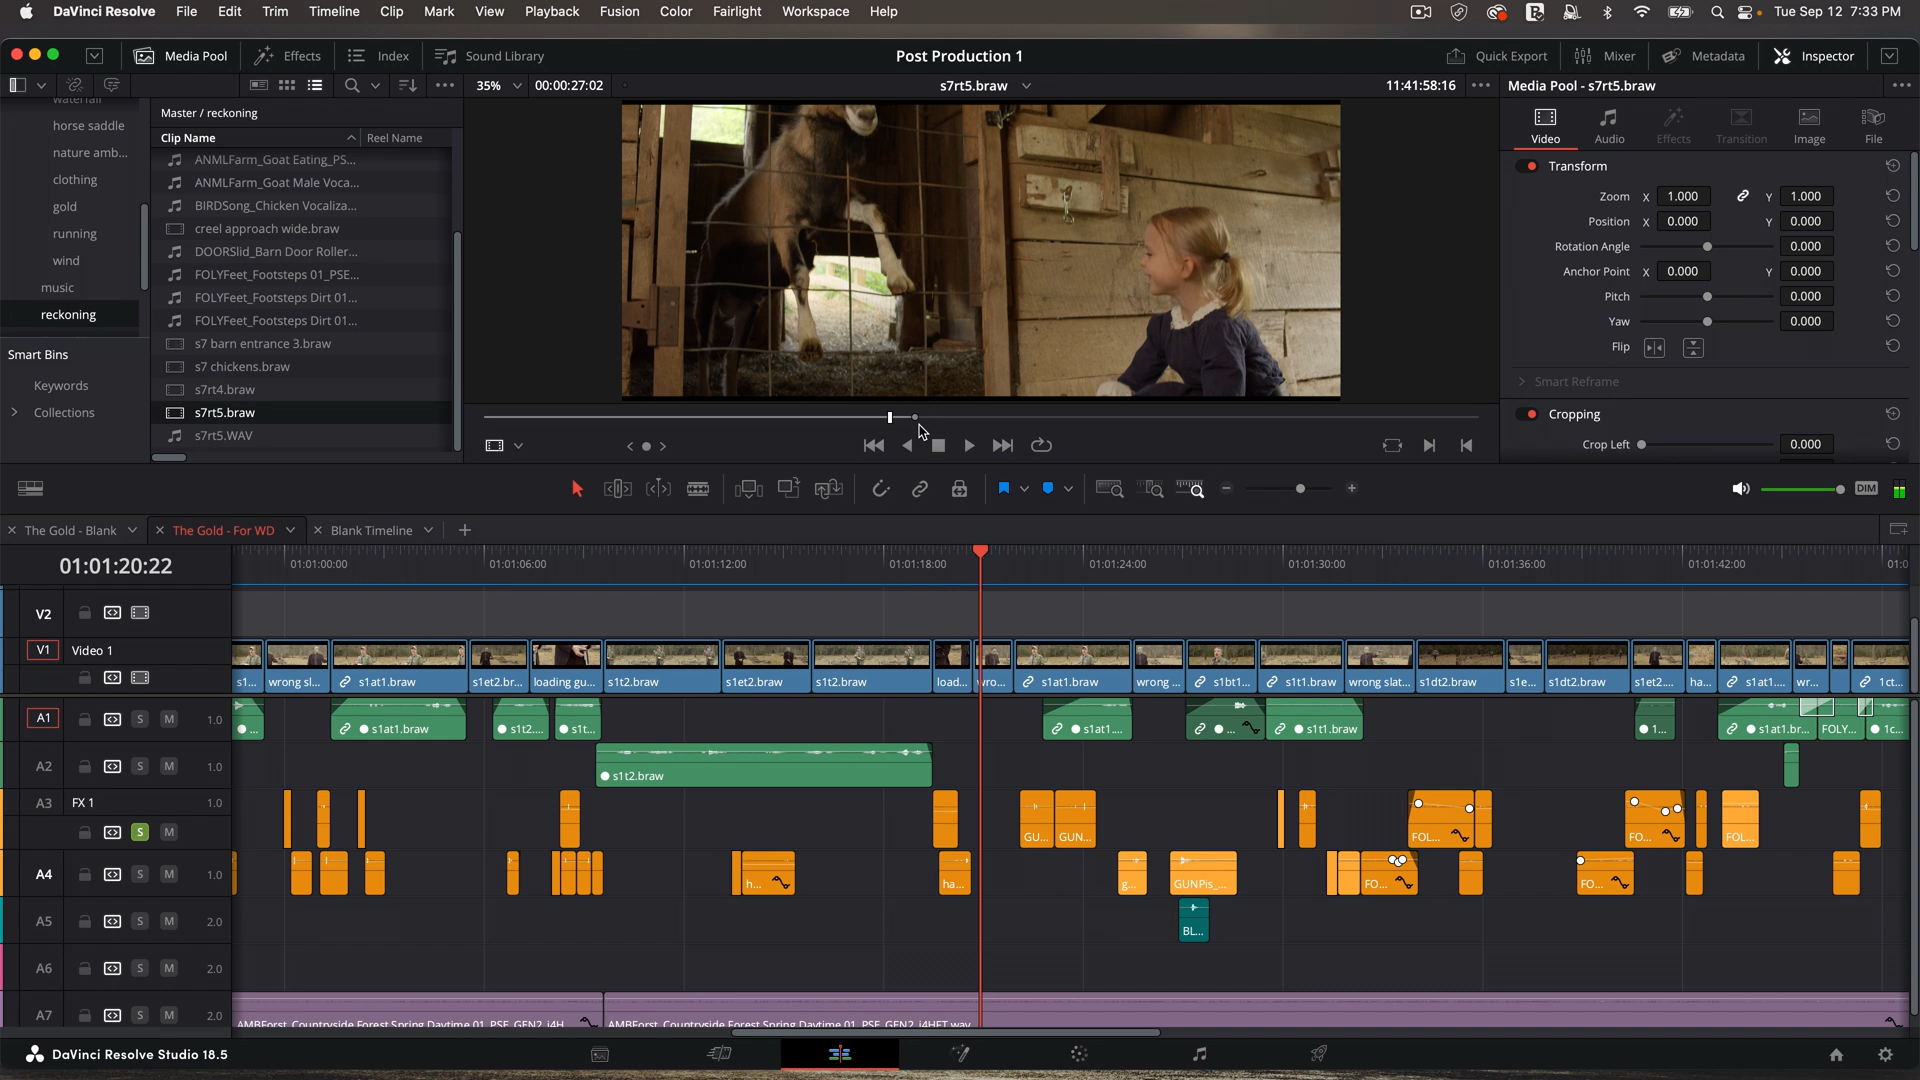 DaVinci Resolve File Edit Trim Timeline Clip Mark View Playback Fusion Color Fairlight Workspace Help Tue Sep 12 7:33 PM
Media Pool Effects Index Sound Library Post Production 1 Quick Export Mixer Metadata Inspector
35% 00:00:27:02 s7rt5.braw 11:41:58:16 Media Pool - s7rt5.braw
waterfall
horse saddle
nature amb...
clothing
gold
running
wind
music
reckoning
Smart Bins
Keywords
Collections
Master / reckoning
Clip Name Reel Name
ANMLFarm_Goat Eating_PS...
ANMLFarm_Goat Male Voca...
BIRDSong_Chicken Vocaliza...
creel approach wide.braw
DOORSlid_Barn Door Roller...
FOLYFeet_Footsteps 01_PSE...
FOLYFeet_Footsteps Dirt 01...
FOLYFeet_Footsteps Dirt 01...
s7 barn entrance 3.braw
s7 chickens.braw
s7rt4.braw
s7rt5.braw
s7rt5.WAV
Video Audio Effects Transition Image File
Transform
Zoom X 1.000 Y 1.000
Position X 0.000 Y 0.000
Rotation Angle 0.000
Anchor Point X 0.000 Y 0.000
Pitch 0.000
Yaw 0.000
Flip
Smart Reframe
Cropping
Crop Left 0.000
DIM
The Gold - Blank The Gold - For WD Blank Timeline
01:01:20:22
01:01:00:00 01:01:06:00 01:01:12:00 01:01:18:00 01:01:24:00 01:01:30:00 01:01:36:00 01:01:42:00 01:0
V2
V1 Video 1
s1... wrong sl... s1at1.braw s1et2.br... loading gu... s1t2.braw s1et2.braw s1t2.braw load... wro... s1at1.braw wrong ... s1bt1... s1t1.braw wrong slat... s1dt2.braw s1e... s1dt2.braw s1et2.... ha... s1at1.... wr... 1ct...
A1 S M 1.0
... s1at1.braw s1t2.... s1t... s1at1.... ... s1t1.braw 1... s1at1.br... FOLY... 1c...
A2 S M 1.0
s1t2.braw
A3 FX 1 1.0
S M
GU... GUN... FOL... FO... FOL...
A4 S M 1.0
h... ha... g... GUNPis_... FO... FO...
A5 S M 2.0
BL...
A6 S M 2.0
A7 S M 2.0
AMBForst_Countryside Forest Spring Daytime 01_PSE_GEN2_i4H AMBForst_Countryside Forest Spring Daytime 01_PSE_GEN2_i4HFT.wav
DaVinci Resolve Studio 18.5